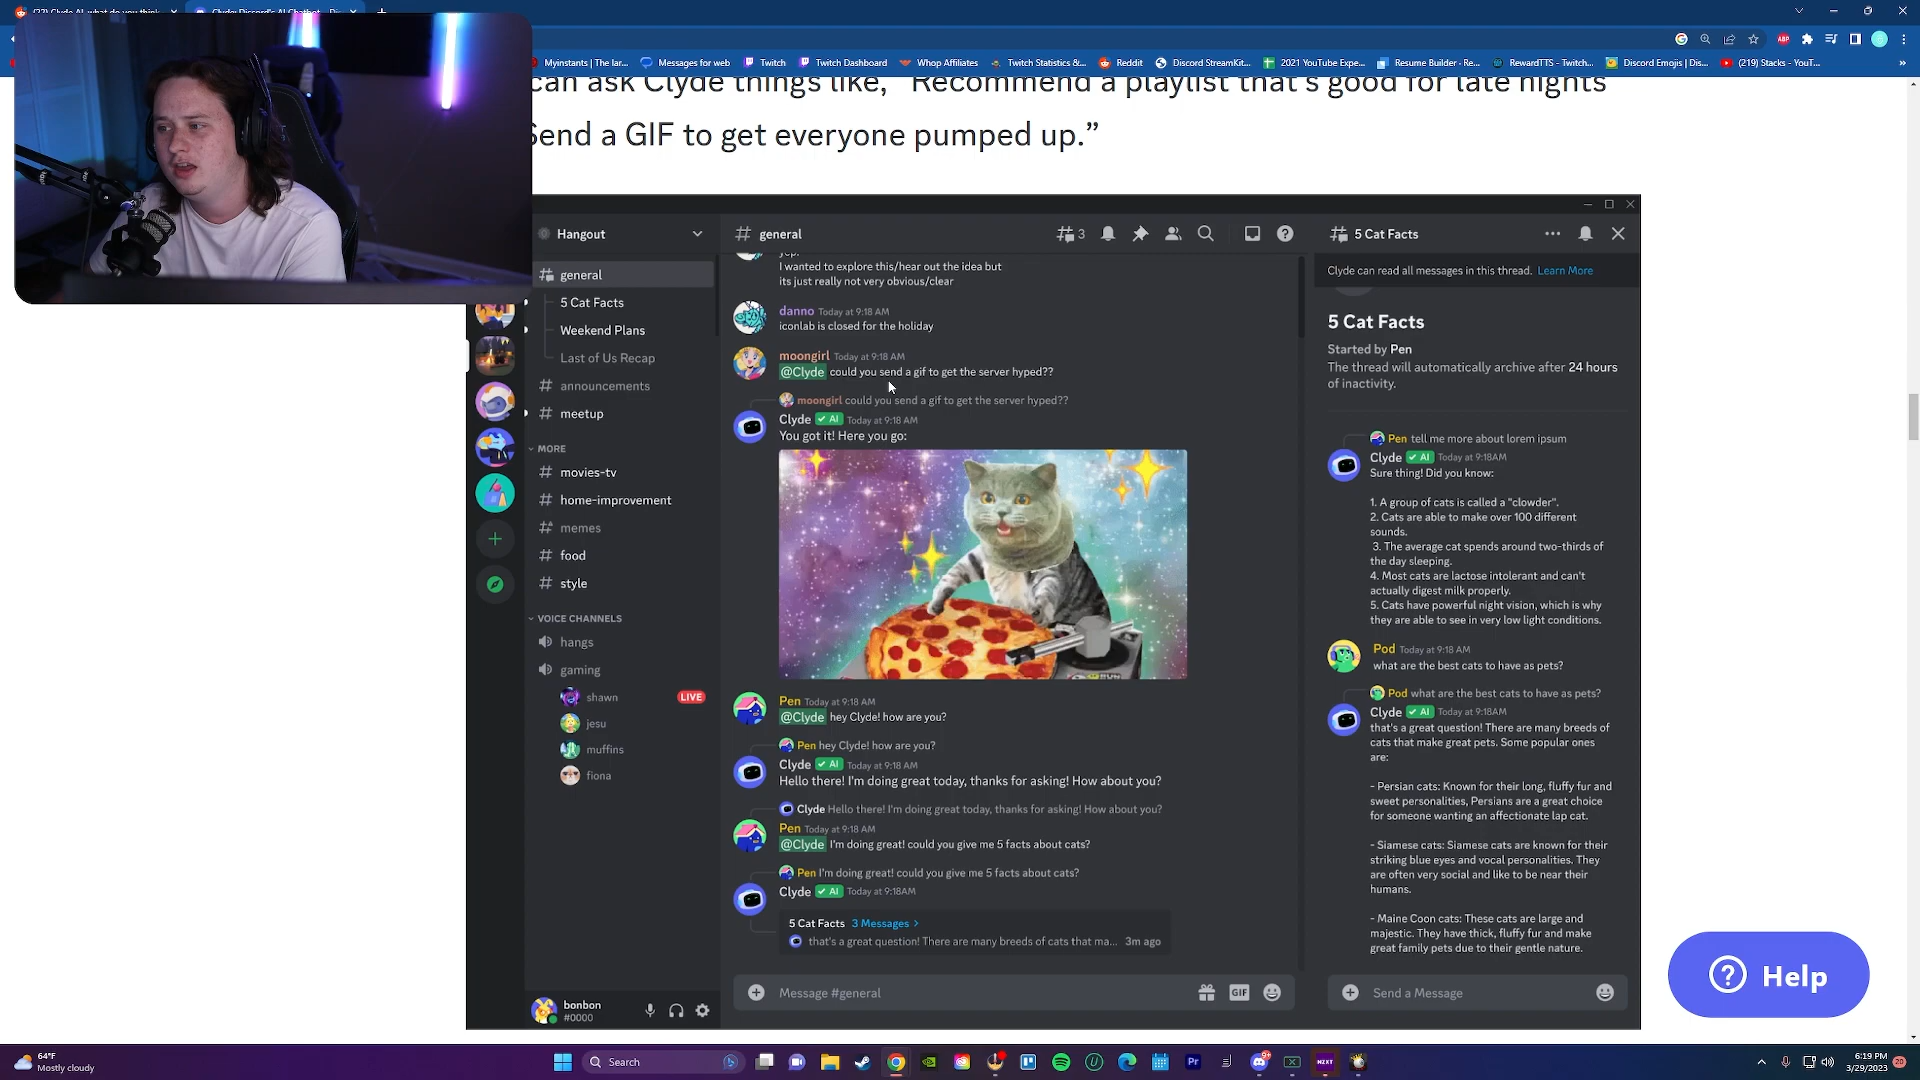 Myinstants | The lar...
Messages for web
Twitch
Twitch Dashboard
Whop Affiliates
Twitch Statistics &...
Reddit
Discord StreamKit...
2021 YouTube Expe...
Resume Builder - Re...
RewardTTS - Twitch...
Discord Emojis | Dis...
(219) Stacks - YouT...
can ask Clyde things like, “Recommend a playlist that’s good for late nights
Send a GIF to get everyone pumped up.”
Hangout
general
3
5 Cat Facts
general
5 Cat Facts
Weekend Plans
Last of Us Recap
announcements
meetup
MORE
movies-tv
home-improvement
memes
food
style
VOICE CHANNELS
hangs
gaming
shawn LIVE
jesu
muffins
fiona
bonbon
#0000
yep.
I wanted to explore this/hear out the idea but
its just really not very obvious/clear
danno Today at 9:18 AM
iconlab is closed for the holiday
moongirl Today at 9:18 AM
@Clyde could you send a gif to get the server hyped??
moongirl could you send a gif to get the server hyped??
Clyde AI Today at 9:18 AM
You got it! Here you go:
Pen Today at 9:18 AM
@Clyde hey Clyde! how are you?
Pen hey Clyde! how are you?
Clyde AI Today at 9:18 AM
Hello there! I'm doing great today, thanks for asking! How about you?
Clyde Hello there! I'm doing great today, thanks for asking! How about you?
Pen Today at 9:18 AM
@Clyde I'm doing great! could you give me 5 facts about cats?
Pen I'm doing great! could you give me 5 facts about cats?
Clyde AI Today at 9:18AM
5 Cat Facts 3 Messages >
that's a great question! There are many breeds of cats that ma... 3m ago
Message #general
GIF
Clyde can read all messages in this thread. Learn More
5 Cat Facts
Started by Pen
The thread will automatically archive after 24 hours
of inactivity.
Pen tell me more about lorem ipsum
Clyde AI Today at 9:18AM
Sure thing! Did you know:
1. A group of cats is called a "clowder".
2. Cats are able to make over 100 different
sounds.
3. The average cat spends around two-thirds of
the day sleeping.
4. Most cats are lactose intolerant and can't
actually digest milk properly.
5. Cats have powerful night vision, which is why
they are able to see in very low light conditions.
Pod Today at 9:18 AM
what are the best cats to have as pets?
Pod what are the best cats to have as pets?
Clyde AI Today at 9:18AM
that's a great question! There are many breeds of
cats that make great pets. Some popular ones
are:
- Persian cats: Known for their long, fluffy fur and
sweet personalities, Persians are a great choice
for someone wanting an affectionate lap cat.
- Siamese cats: Siamese cats are known for their
striking blue eyes and vocal personalities. They
are often very social and like to be near their
humans.
- Maine Coon cats: These cats are large and
majestic. They have thick, fluffy fur and make
great family pets due to their gentle nature.
Send a Message
Help
64°F
Mostly cloudy
Search
6:19 PM
3/29/2023
20